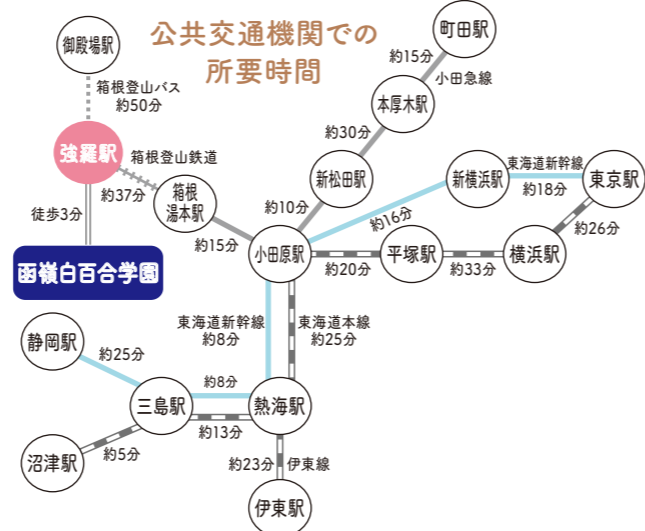 公共交通機関での
所要時間
御殿場駅
箱根登山バス
約50分
強羅駅
箱根登山鉄道
約37分
徒歩3分
函嶺白百合学園
箱根
湯本駅
約15分
町田駅
約15分
小田急線
本厚木駅
約30分
新松田駅
約10分
小田原駅
約16分
新横浜駅
東海道新幹線
約18分
東京駅
約26分
約20分
平塚駅
約33分
横浜駅
東海道新幹線
約8分
東海道本線
約25分
静岡駅
約25分
三島駅
約8分
約13分
熱海駅
沼津駅
約5分
約23分
伊東線
伊東駅